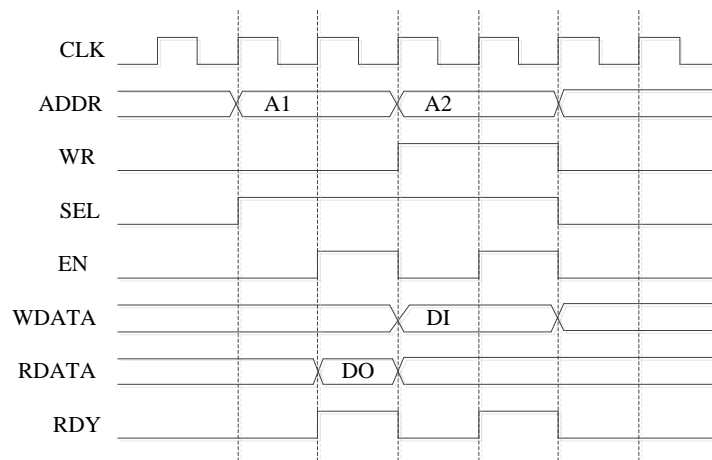 CLK
ADDR A1 A2
WR
SEL
EN
WDATA DI
RDATA DO
RDY